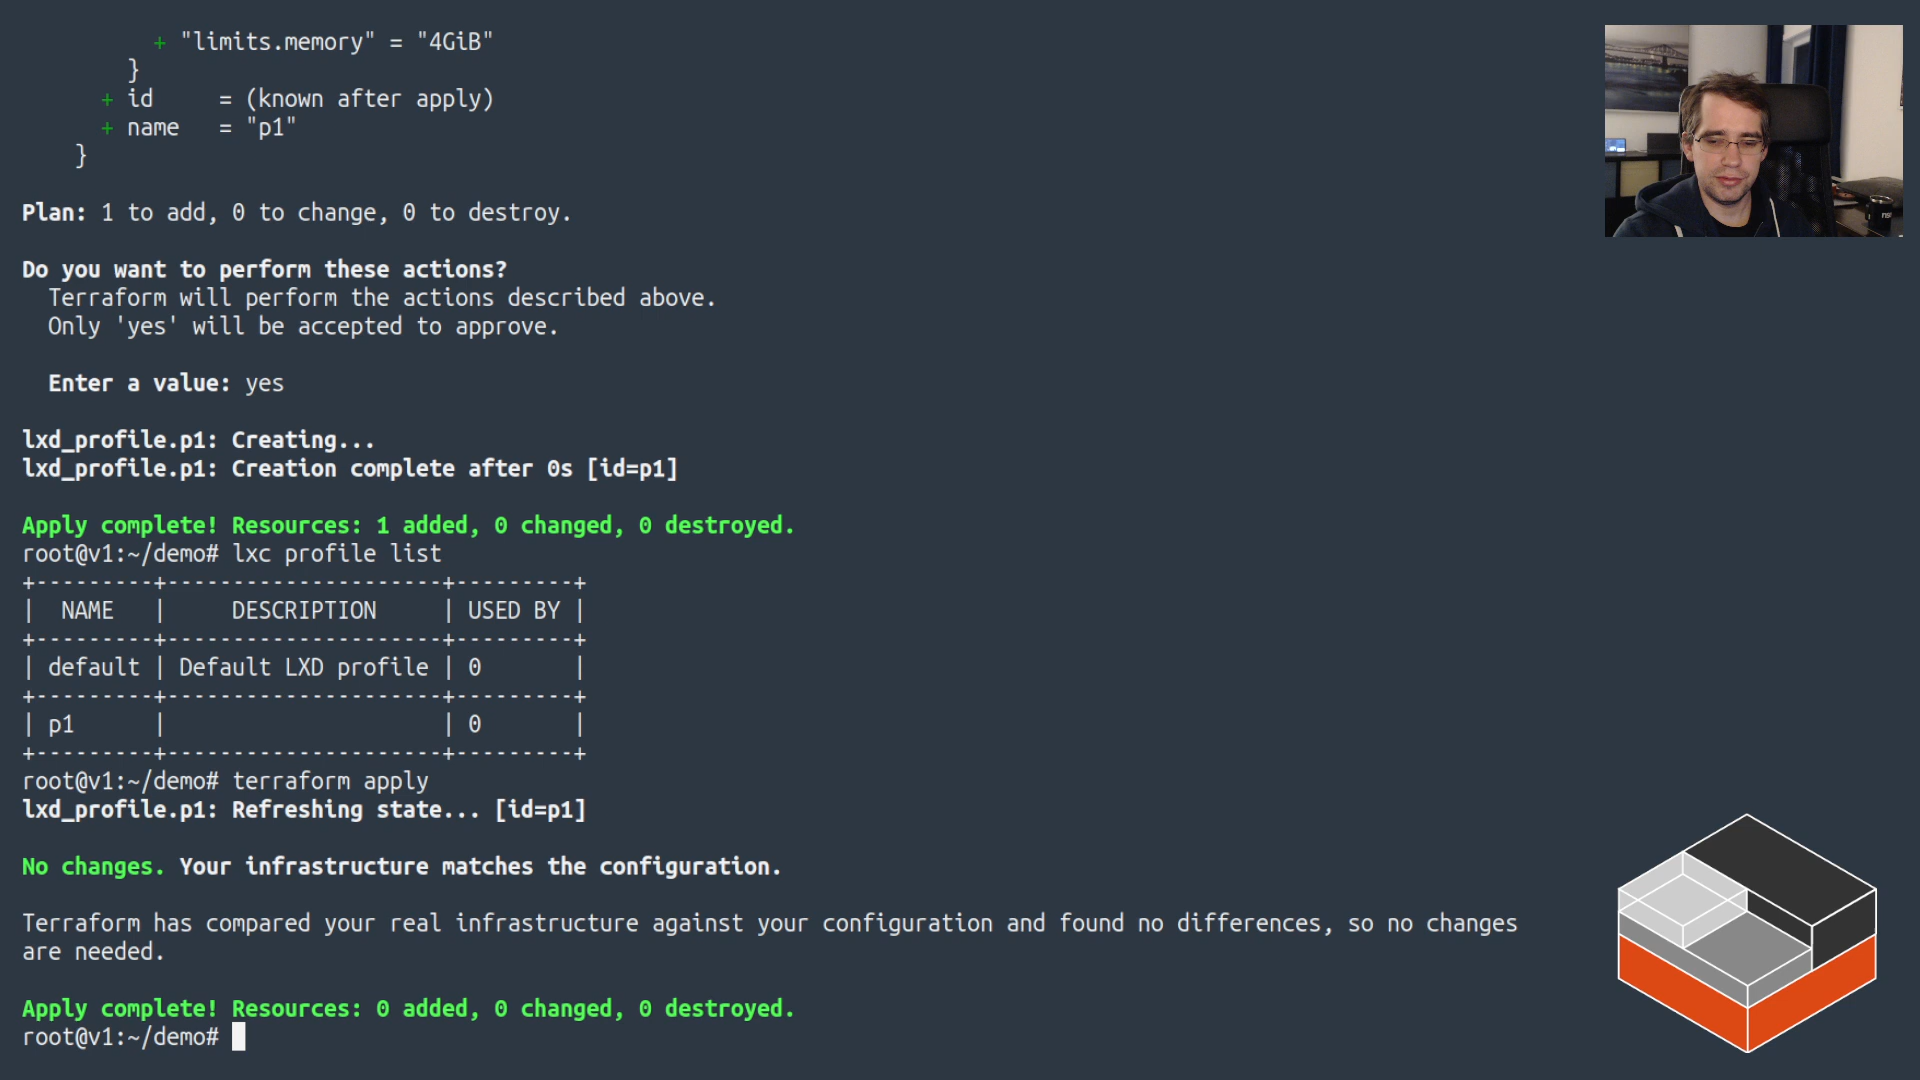 + "limits.memory" = "4GiB"
}
+ id     = (known after apply)
+ name   = "p1"
}
Plan: 1 to add, 0 to change, 0 to destroy.
Do you want to perform these actions?
Terraform will perform the actions described above.
Only 'yes' will be accepted to approve.
Enter a value: yes
lxd_profile.p1: Creating...
lxd_profile.p1: Creation complete after 0s [id=p1]
Apply complete! Resources: 1 added, 0 changed, 0 destroyed.
root@v1:~/demo# lxc profile list
+---------+---------------------+---------+
|  NAME   |     DESCRIPTION     | USED BY |
+---------+---------------------+---------+
| default | Default LXD profile | 0       |
+---------+---------------------+---------+
| p1      |                     | 0       |
+---------+---------------------+---------+
root@v1:~/demo# terraform apply
lxd_profile.p1: Refreshing state... [id=p1]
No changes. Your infrastructure matches the configuration.
Terraform has compared your real infrastructure against your configuration and found no differences, so no changes
are needed.
Apply complete! Resources: 0 added, 0 changed, 0 destroyed.
root@v1:~/demo#